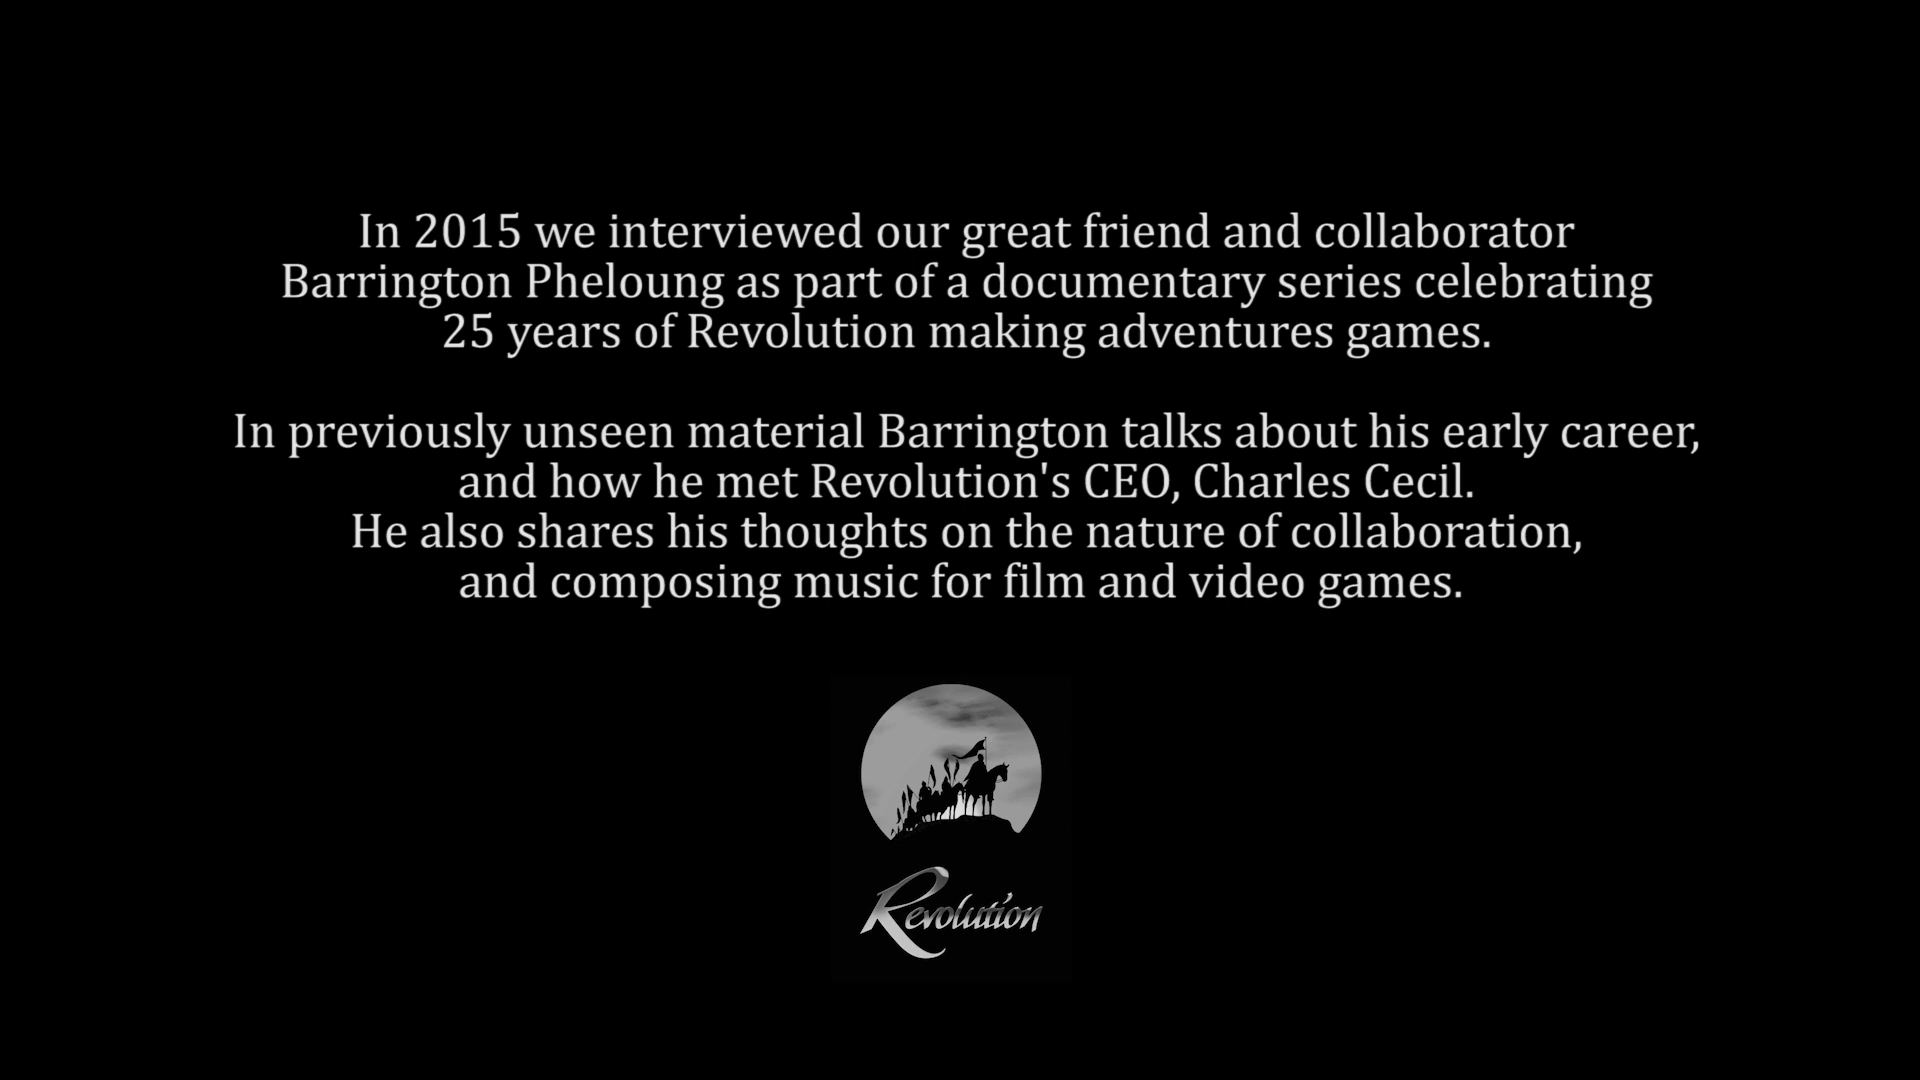 In 2015 we interviewed our great friend and collaborator
Barrington Pheloung as part of a documentary series celebrating
25 years of Revolution making adventures games.
In previously unseen material Barrington talks about his early career,
and how he met Revolution's CEO, Charles Cecil.
He also shares his thoughts on the nature of collaboration,
and composing music for film and video games.
Revolution